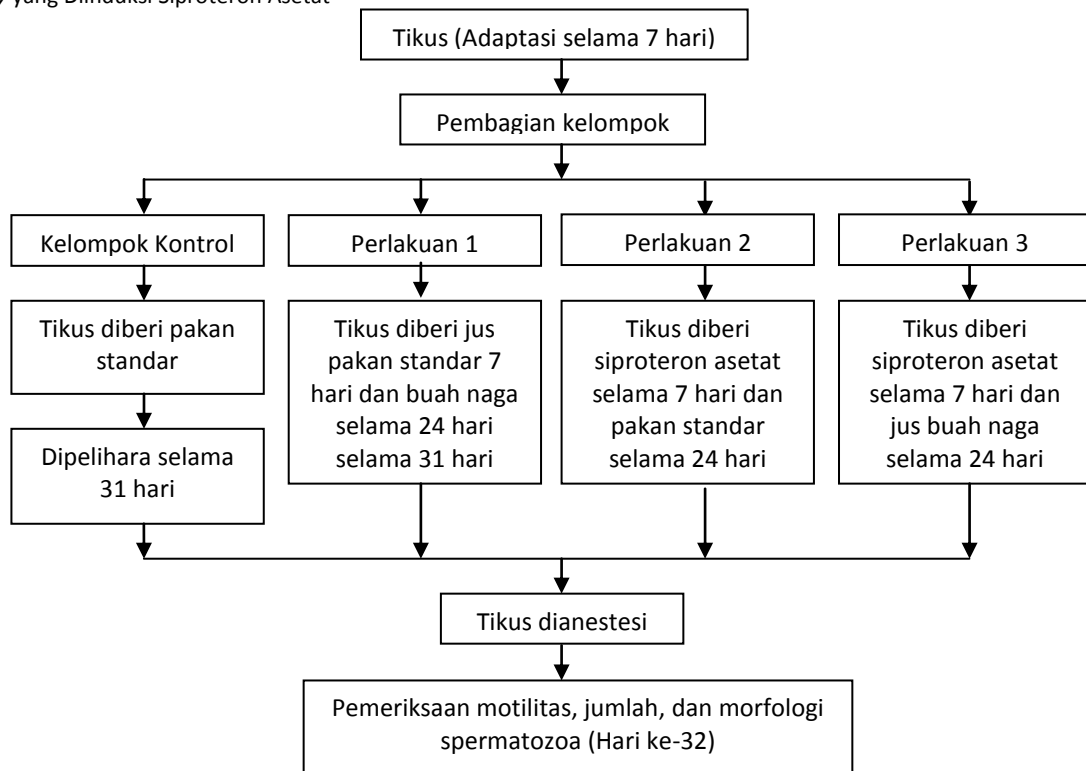 yang Diinduksi Siproteron Asetat
Tikus (Adaptasi selama 7 hari)
Pembagian kelompok
Kelompok Kontrol
Perlakuan 1
Perlakuan 2
Perlakuan 3
Tikus diberi pakan
standar
Dipelihara selama
31 hari
Tikus diberi jus
pakan standar 7
hari dan buah naga
selama 24 hari
selama 31 hari
Tikus diberi
siproteron asetat
selama 7 hari dan
pakan standar
selama 24 hari
Tikus diberi
siproteron asetat
selama 7 hari dan
jus buah naga
selama 24 hari
Tikus dianestesi
Pemeriksaan motilitas, jumlah, dan morfologi
spermatozoa (Hari ke-32)